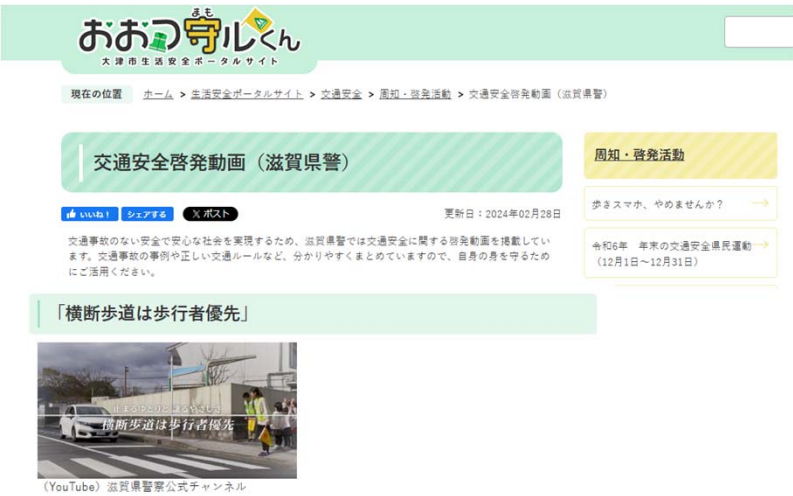 まも
おおつ守ルくん
大津市生活安全ポータルサイト
現在の位置 ホーム > 生活安全ポータルサイト > 交通安全 > 周知・啓発活動 > 交通安全啓発動画（滋賀県警）
交通安全啓発動画（滋賀県警）
いいね！ シェアする X ポスト
更新日：2024年02月28日
交通事故のない安全で安心な社会を実現するため、滋賀県警では交通安全に関する啓発動画を掲載してい
ます。交通事故の事例や正しい交通ルールなど、分かりやすくまとめていますので、自身の身を守るため
にご活用ください。
周知・啓発活動
歩きスマホ、やめませんか？
令和6年 年末の交通安全県民運動
（12月1日～12月31日）
「横断歩道は歩行者優先」
止まるゆとりと譲るやさしさ
横断歩道は歩行者優先
（YouTube）滋賀県警察公式チャンネル